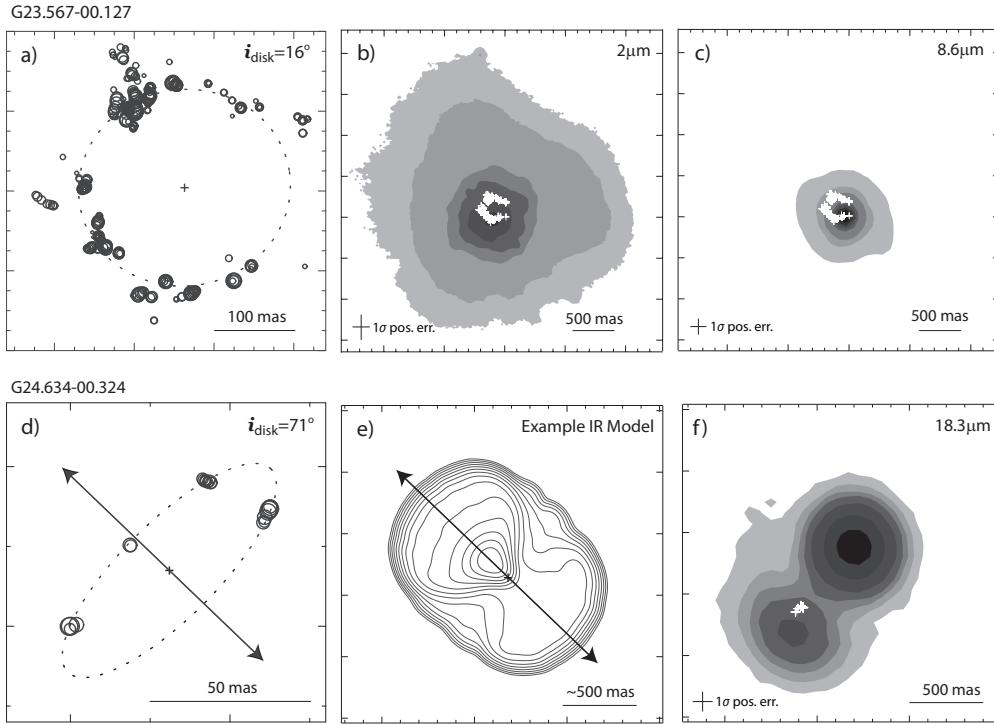 G23.567-00.127
a)
i disk=16°
100 mas
b)
2μm
1σ pos. err.
500 mas
c)
8.6μm
1σ pos. err.
500 mas
G24.634-00.324
d)
i disk=71°
50 mas
e)
Example IR Model
~500 mas
f)
18.3μm
1σ pos. err.
500 mas